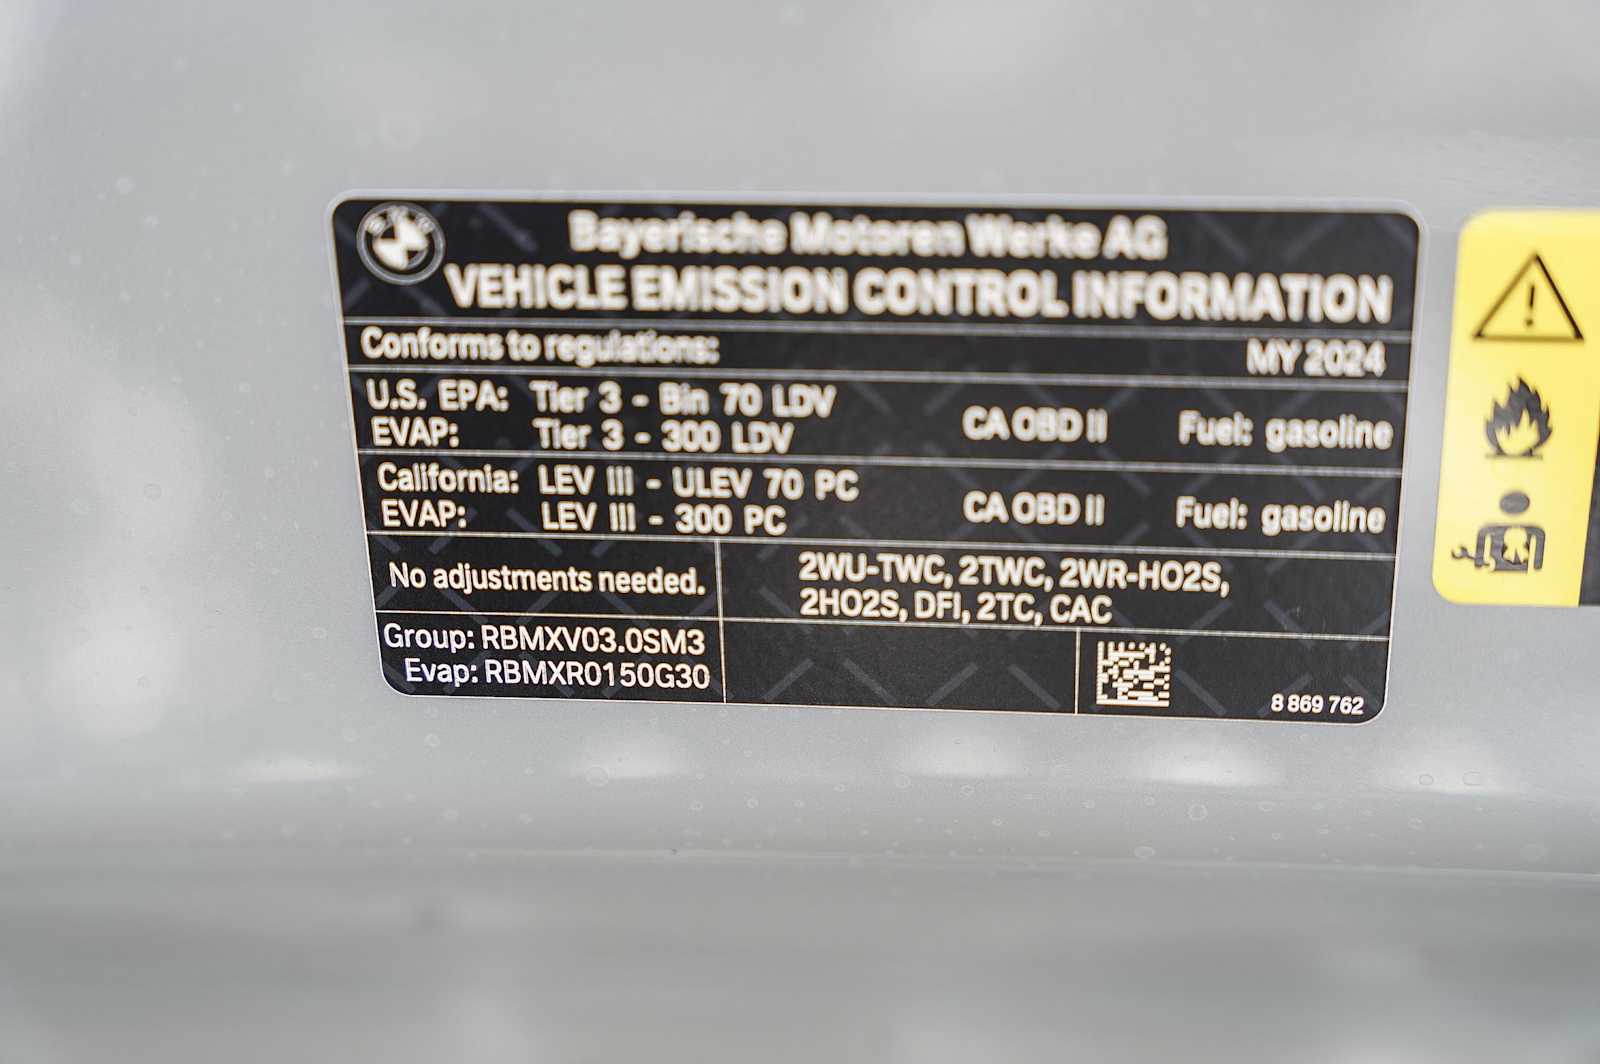 BMW
Bayerische Motoren Werke AG
VEHICLE EMISSION CONTROL INFORMATION
Conforms to regulations: MY 2024
U.S. EPA: Tier 3 - Bin 70 LDV CA OBD II Fuel: gasoline
EVAP: Tier 3 - 300 LDV
California: LEV III - ULEV 70 PC CA OBD II Fuel: gasoline
EVAP: LEV III - 300 PC
No adjustments needed.
2WU-TWC, 2TWC, 2WR-HO2S,
2HO2S, DFI, 2TC, CAC
Group: RBMXV03.0SM3
Evap: RBMXR0150G30
8 869 762